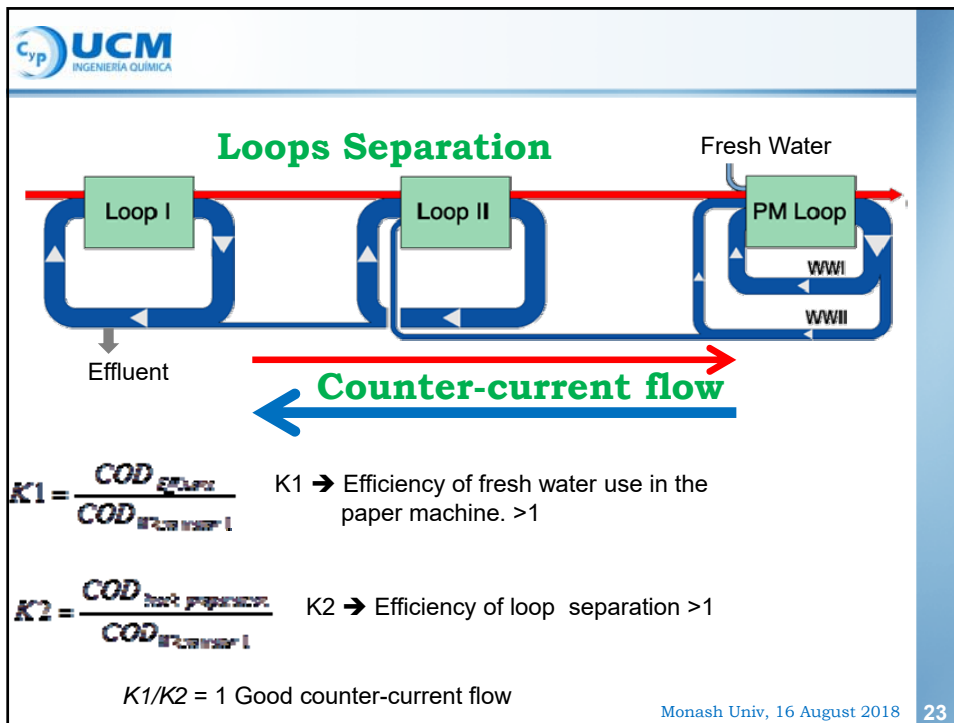 CyP UCM
INGENIERÍA QUÍMICA
Loops Separation
Fresh Water
Loop I
Loop II
PM Loop
WWI
WWII
Effluent
Counter-current flow
K1 = COD / COD
K1 ➔ Efficiency of fresh water use in the
paper machine. >1
K2 = COD / COD
K2 ➔ Efficiency of loop separation >1
K1/K2 = 1 Good counter-current flow
Monash Univ, 16 August 2018 23